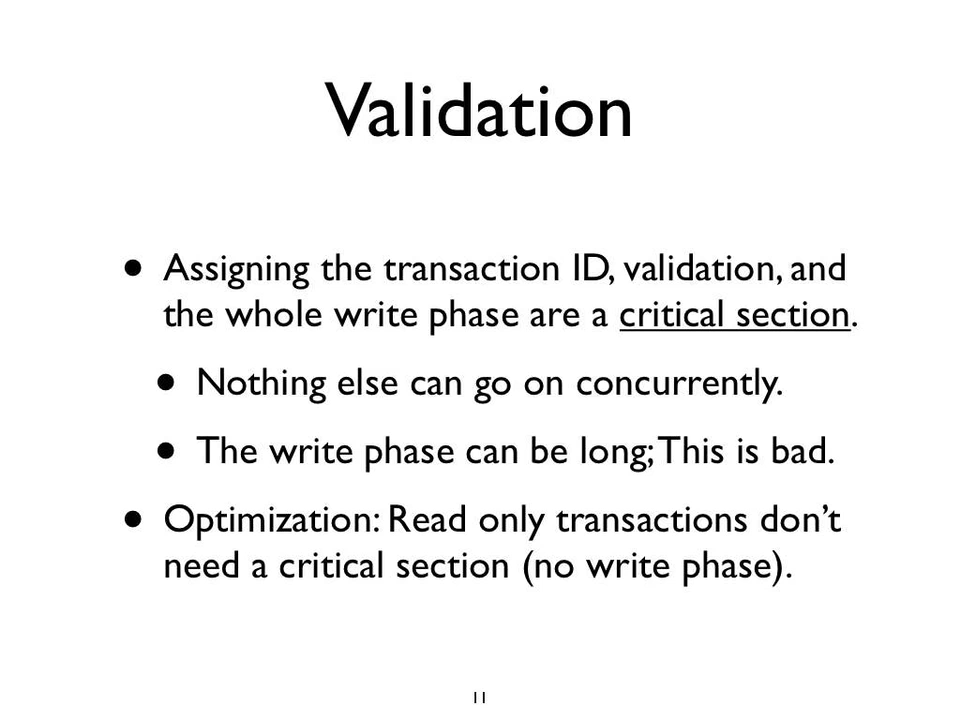 Validation
• Assigning the transaction ID, validation, and
the whole write phase are a critical section.
• Nothing else can go on concurrently.
• The write phase can be long; This is bad.
• Optimization: Read only transactions don’t
need a critical section (no write phase).
11